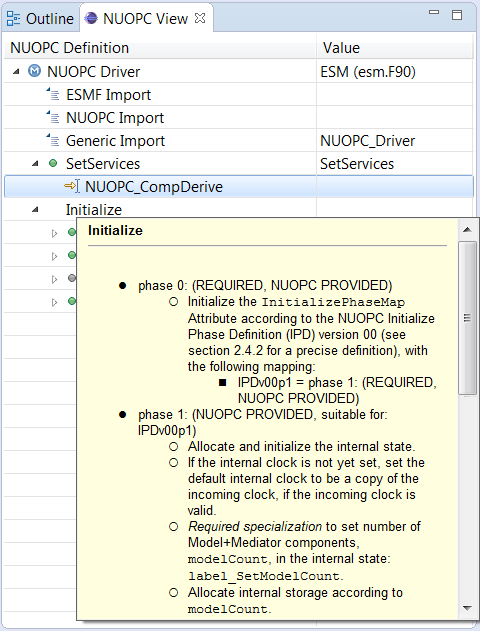 Outline NUOPC View
NUOPC Definition Value
NUOPC Driver ESM (esm.F90)
ESMF Import
NUOPC Import
Generic Import NUOPC_Driver
SetServices SetServices
NUOPC_CompDerive
Initialize
Initialize
phase 0: (REQUIRED, NUOPC PROVIDED)
Initialize the InitializePhaseMap
Attribute according to the NUOPC Initialize
Phase Definition (IPD) version 00 (see
section 2.4.2 for a precise definition), with
the following mapping:
IPDv00p1 = phase 1: (REQUIRED,
NUOPC PROVIDED)
phase 1: (NUOPC PROVIDED, suitable for:
IPDv00p1)
Allocate and initialize the internal state.
If the internal clock is not yet set, set the
default internal clock to be a copy of the
incoming clock, if the incoming clock is
valid.
Required specialization to set number of
Model+Mediator components,
modelCount, in the internal state:
label_SetModelCount.
Allocate internal storage according to
modelCount.